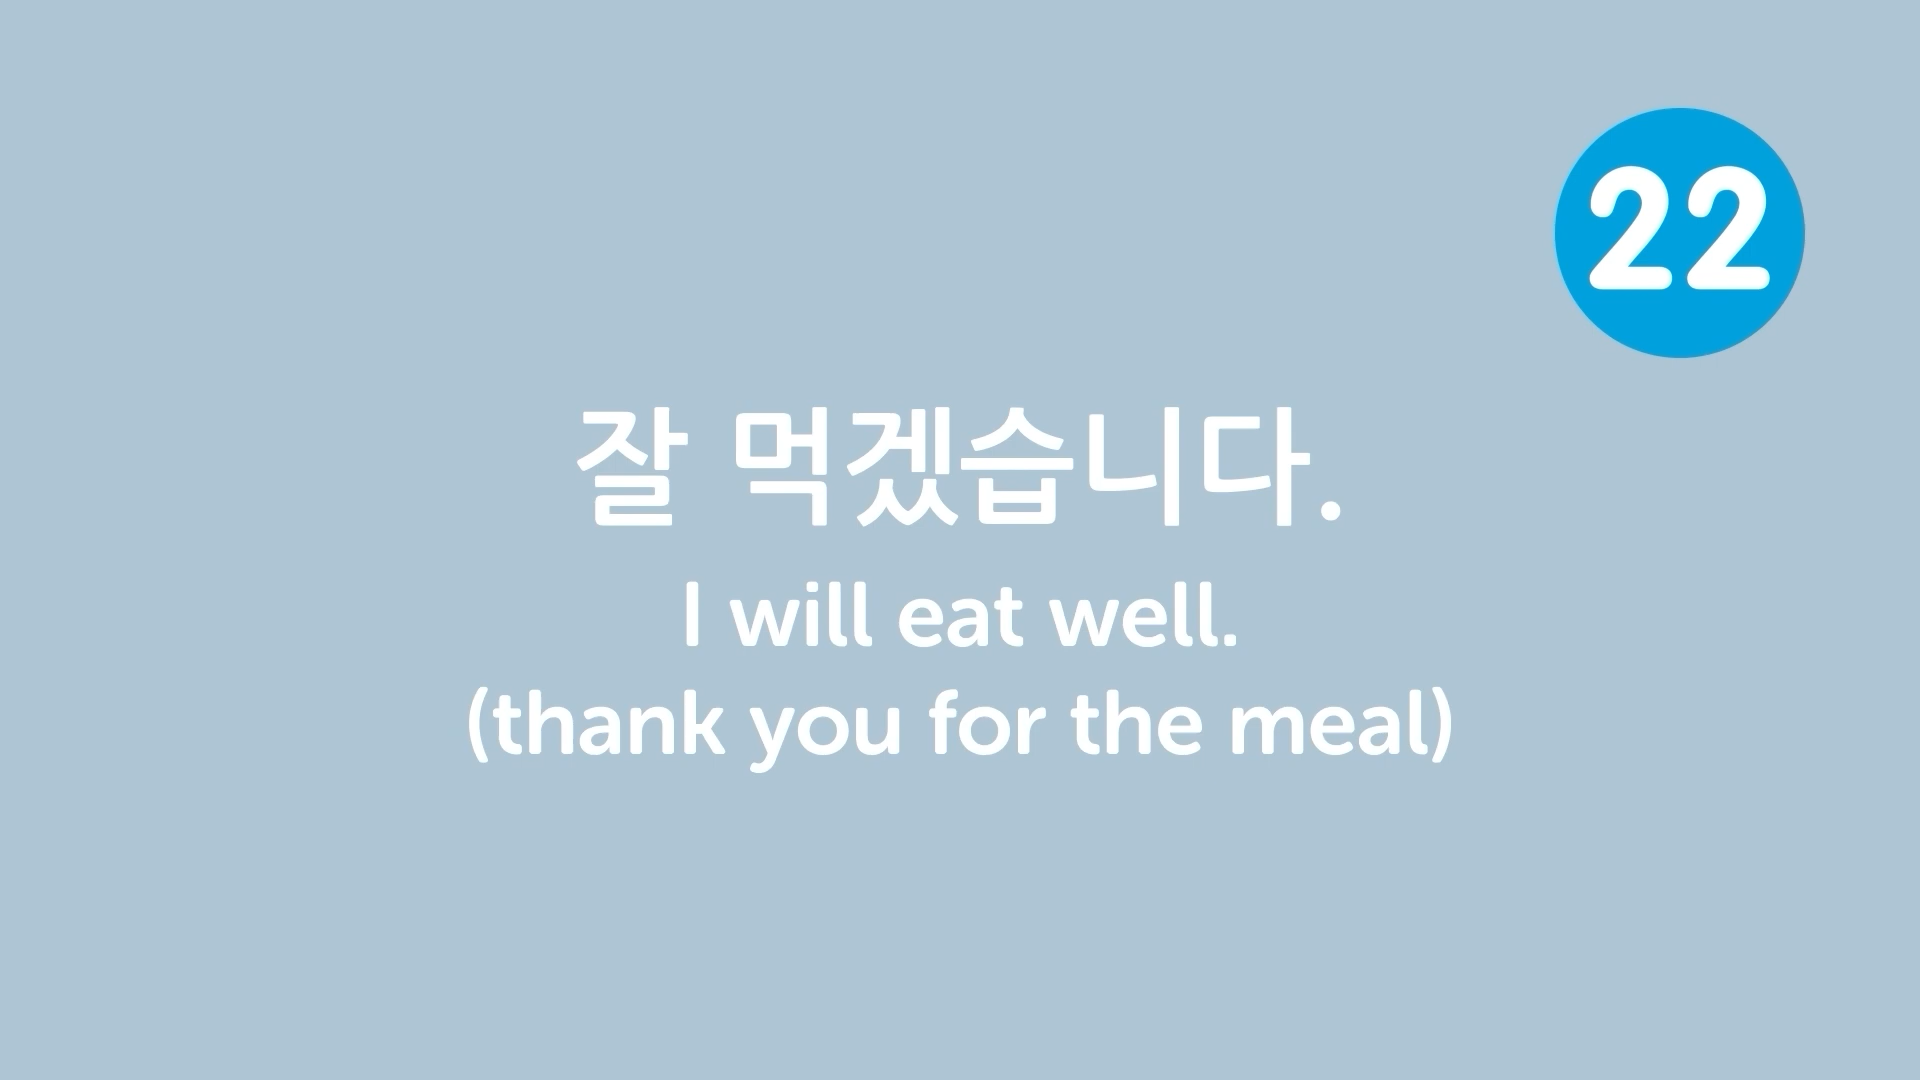 22
잘 먹겠습니다.
I will eat well.
(thank you for the meal)